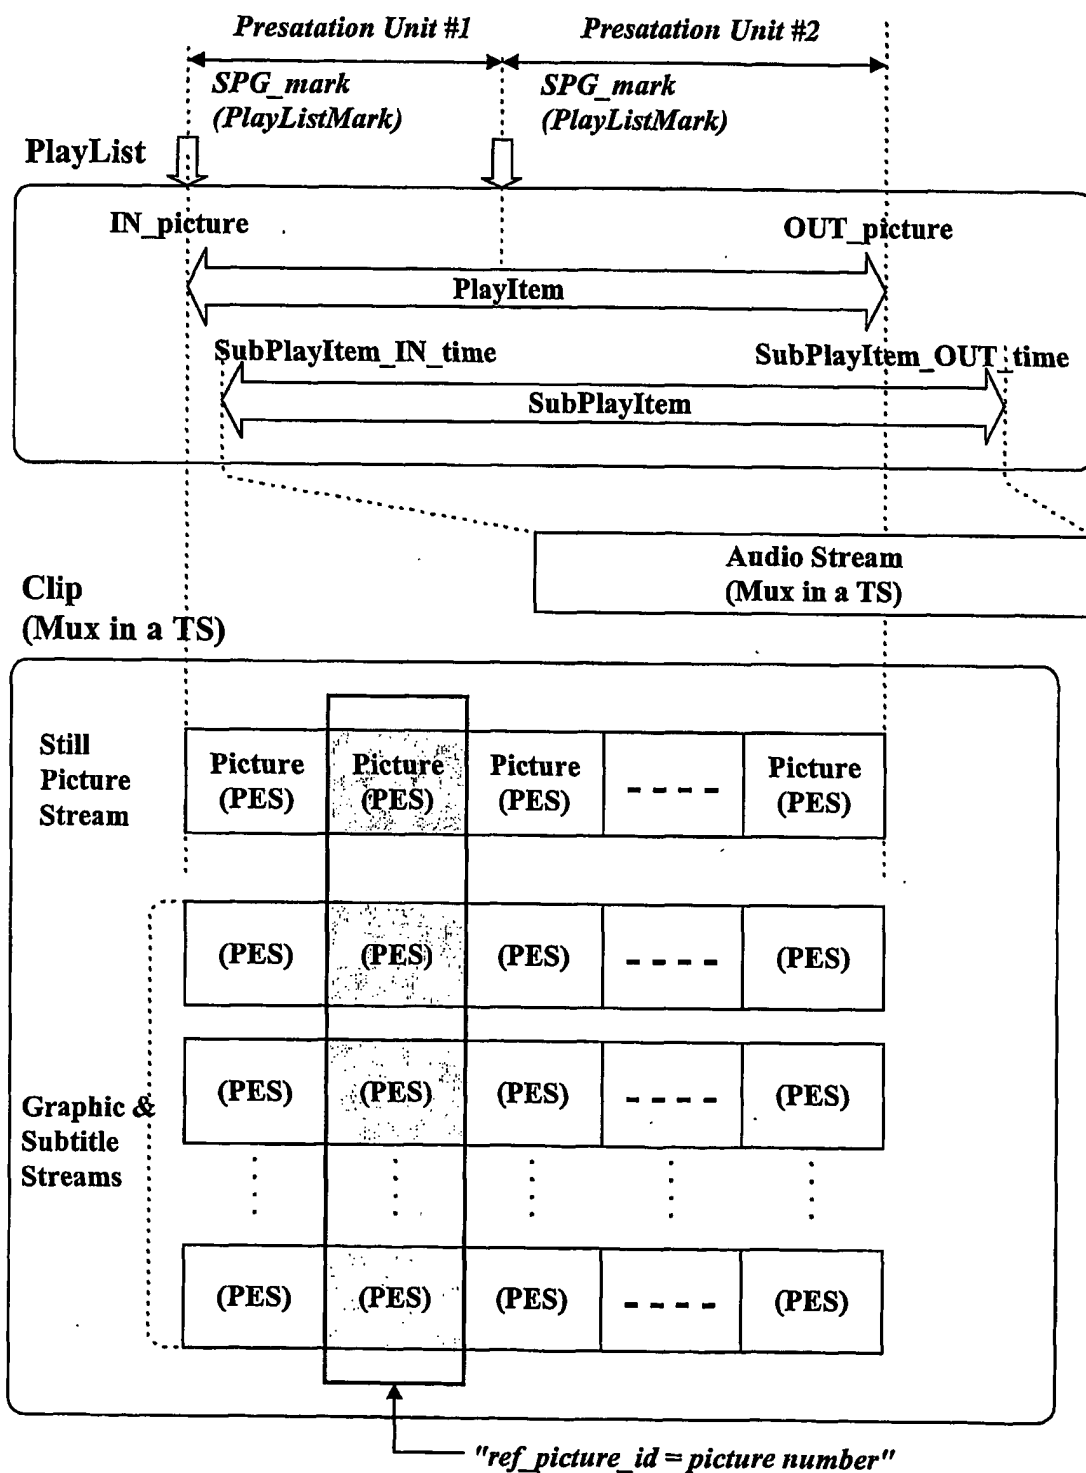 Presatation Unit #1
Presatation Unit #2
SPG_mark
(PlayListMark)
SPG_mark
(PlayListMark)
PlayList
IN_picture
OUT_picture
PlayItem
SubPlayItem_IN_time
SubPlayItem_OUT_time
SubPlayItem
Audio Stream
(Mux in a TS)
Clip
(Mux in a TS)
Still
Picture
Stream
Picture
(PES)
Picture
(PES)
Picture
(PES)
Picture
(PES)
(PES)
(PES)
(PES)
(PES)
(PES)
(PES)
(PES)
(PES)
Graphic &
Subtitle
Streams
(PES)
(PES)
(PES)
(PES)
"ref_picture_id = picture number"